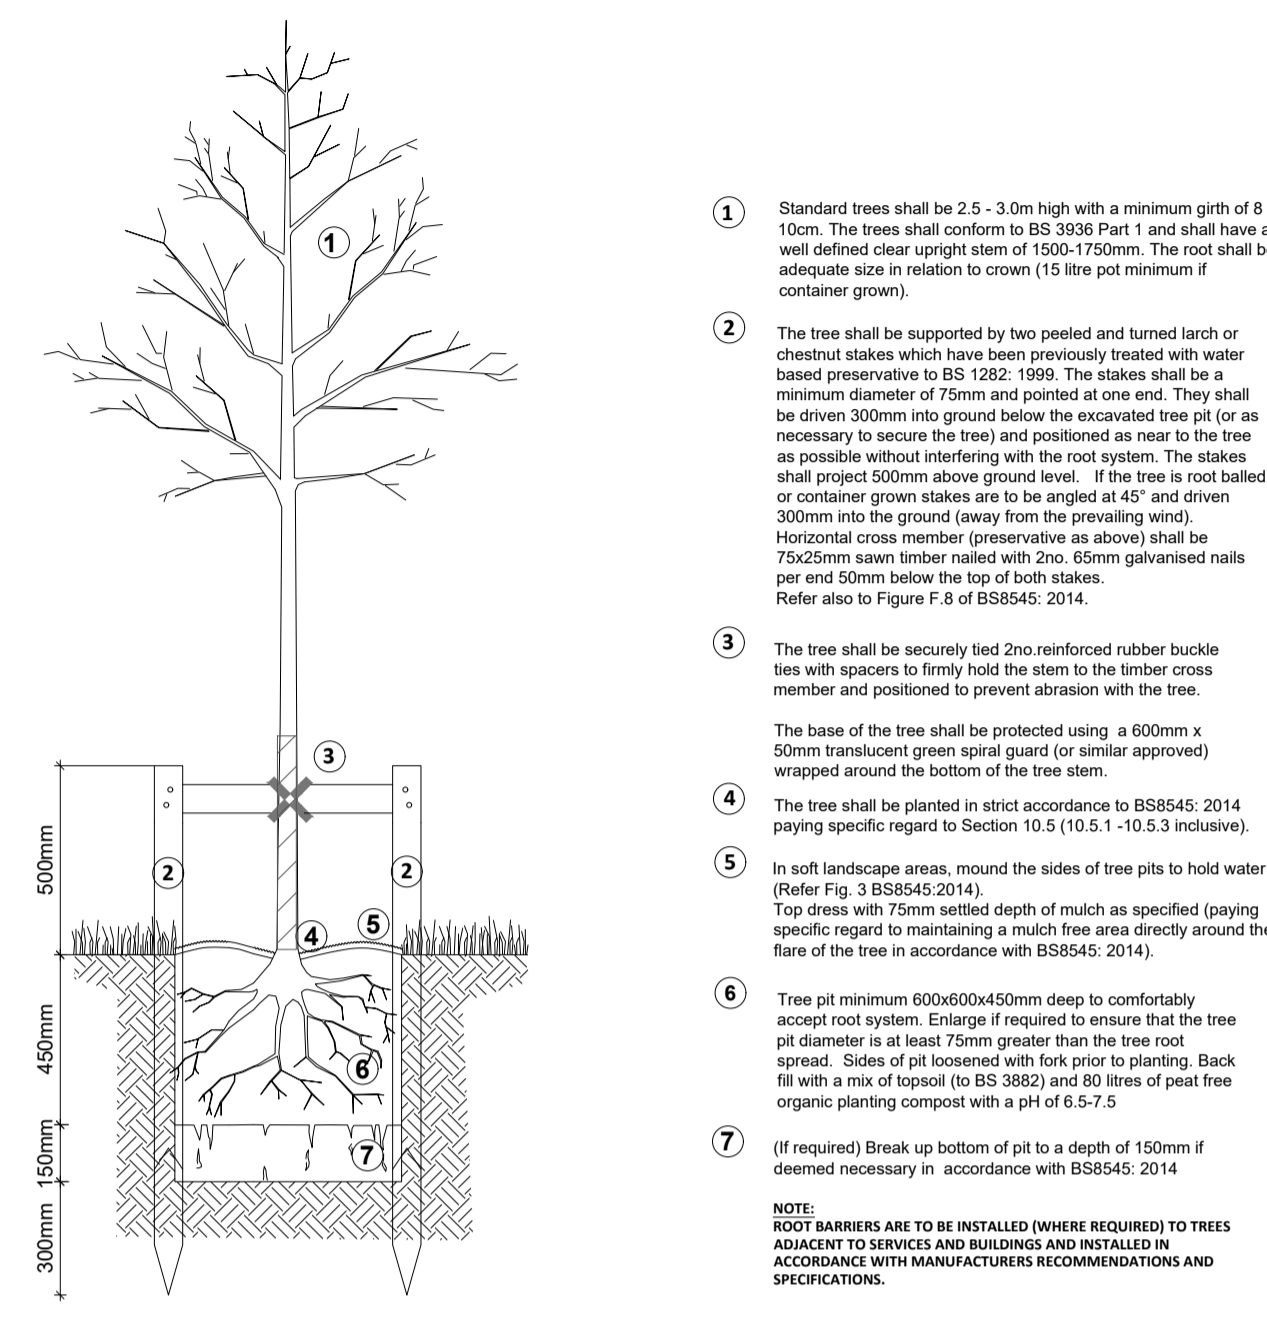 1
Standard trees shall be 2.5 - 3.0m high with a minimum girth of 8
10cm. The trees shall conform to BS 3936 Part 1 and shall have a
well defined clear upright stem of 1500-1750mm. The root shall b
adequate size in relation to crown (15 litre pot minimum if
container grown).
2
The tree shall be supported by two peeled and turned larch or
chestnut stakes which have been previously treated with water
based preservative to BS 1282: 1999. The stakes shall be a
minimum diameter of 75mm and pointed at one end. They shall
be driven 300mm into ground below the excavated tree pit (or as
necessary to secure the tree) and positioned as near to the tree
as possible without interfering with the root system. The stakes
shall project 500mm above ground level. If the tree is root balled
or container grown stakes are to be angled at 45° and driven
300mm into the ground (away from the prevailing wind).
Horizontal cross member (preservative as above) shall be
75x25mm sawn timber nailed with 2no. 65mm galvanised nails
per end 50mm below the top of both stakes.
Refer also to Figure F.8 of BS8545: 2014.
3
The tree shall be securely tied 2no.reinforced rubber buckle
ties with spacers to firmly hold the stem to the timber cross
member and positioned to prevent abrasion with the tree.
The base of the tree shall be protected using a 600mm x
50mm translucent green spiral guard (or similar approved)
wrapped around the bottom of the tree stem.
4
The tree shall be planted in strict accordance to BS8545: 2014
paying specific regard to Section 10.5 (10.5.1 -10.5.3 inclusive).
5
In soft landscape areas, mound the sides of tree pits to hold water
(Refer Fig. 3 BS8545:2014).
Top dress with 75mm settled depth of mulch as specified (paying
specific regard to maintaining a mulch free area directly around the
flare of the tree in accordance with BS8545: 2014).
6
Tree pit minimum 600x600x450mm deep to comfortably
accept root system. Enlarge if required to ensure that the tree
pit diameter is at least 75mm greater than the tree root
spread. Sides of pit loosened with fork prior to planting. Back
fill with a mix of topsoil (to BS 3882) and 80 litres of peat free
organic planting compost with a pH of 6.5-7.5
7
(If required) Break up bottom of pit to a depth of 150mm if
deemed necessary in accordance with BS8545: 2014
NOTE:
ROOT BARRIERS ARE TO BE INSTALLED (WHERE REQUIRED) TO TREES
ADJACENT TO SERVICES AND BUILDINGS AND INSTALLED IN
ACCORDANCE WITH MANUFACTURERS RECOMMENDATIONS AND
SPECIFICATIONS.
1
3
2
2
5
4
6
7
500mm
450mm
150mm
300mm